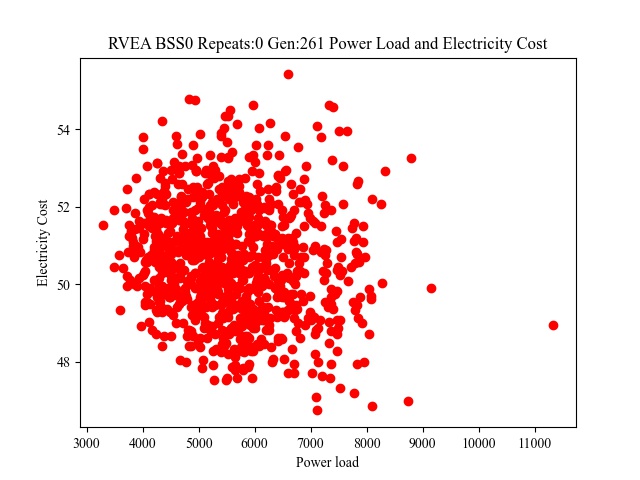 RVEA BSS0 Repeats:0 Gen:261 Power Load and Electricity Cost
54
52
50
48
Electricity Cost
3000 4000 5000 6000 7000 8000 9000 10000 11000
Power load